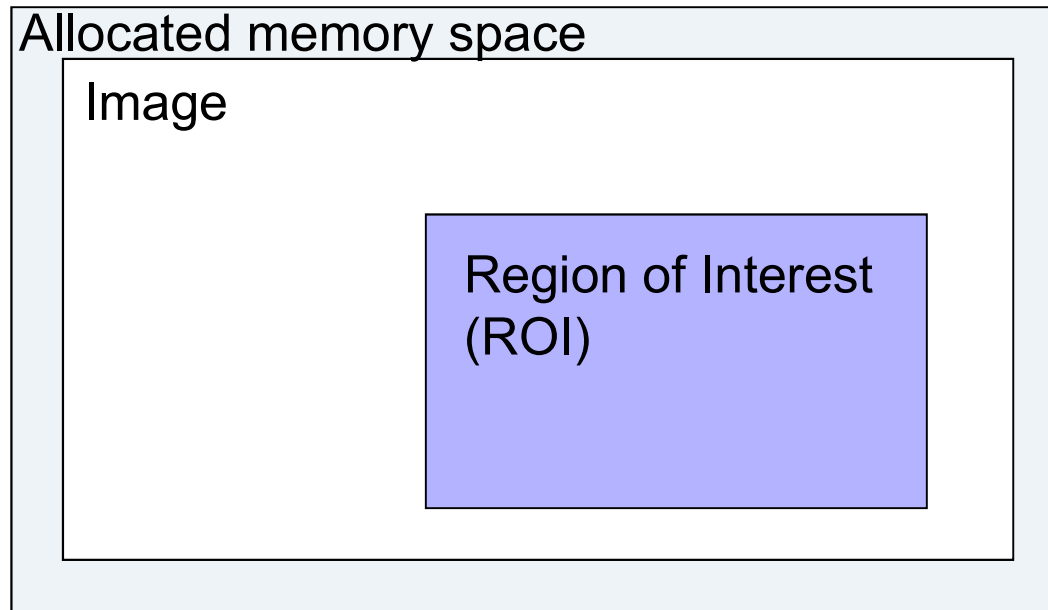 Allocated memory space
Image
Region of Interest
(ROI)